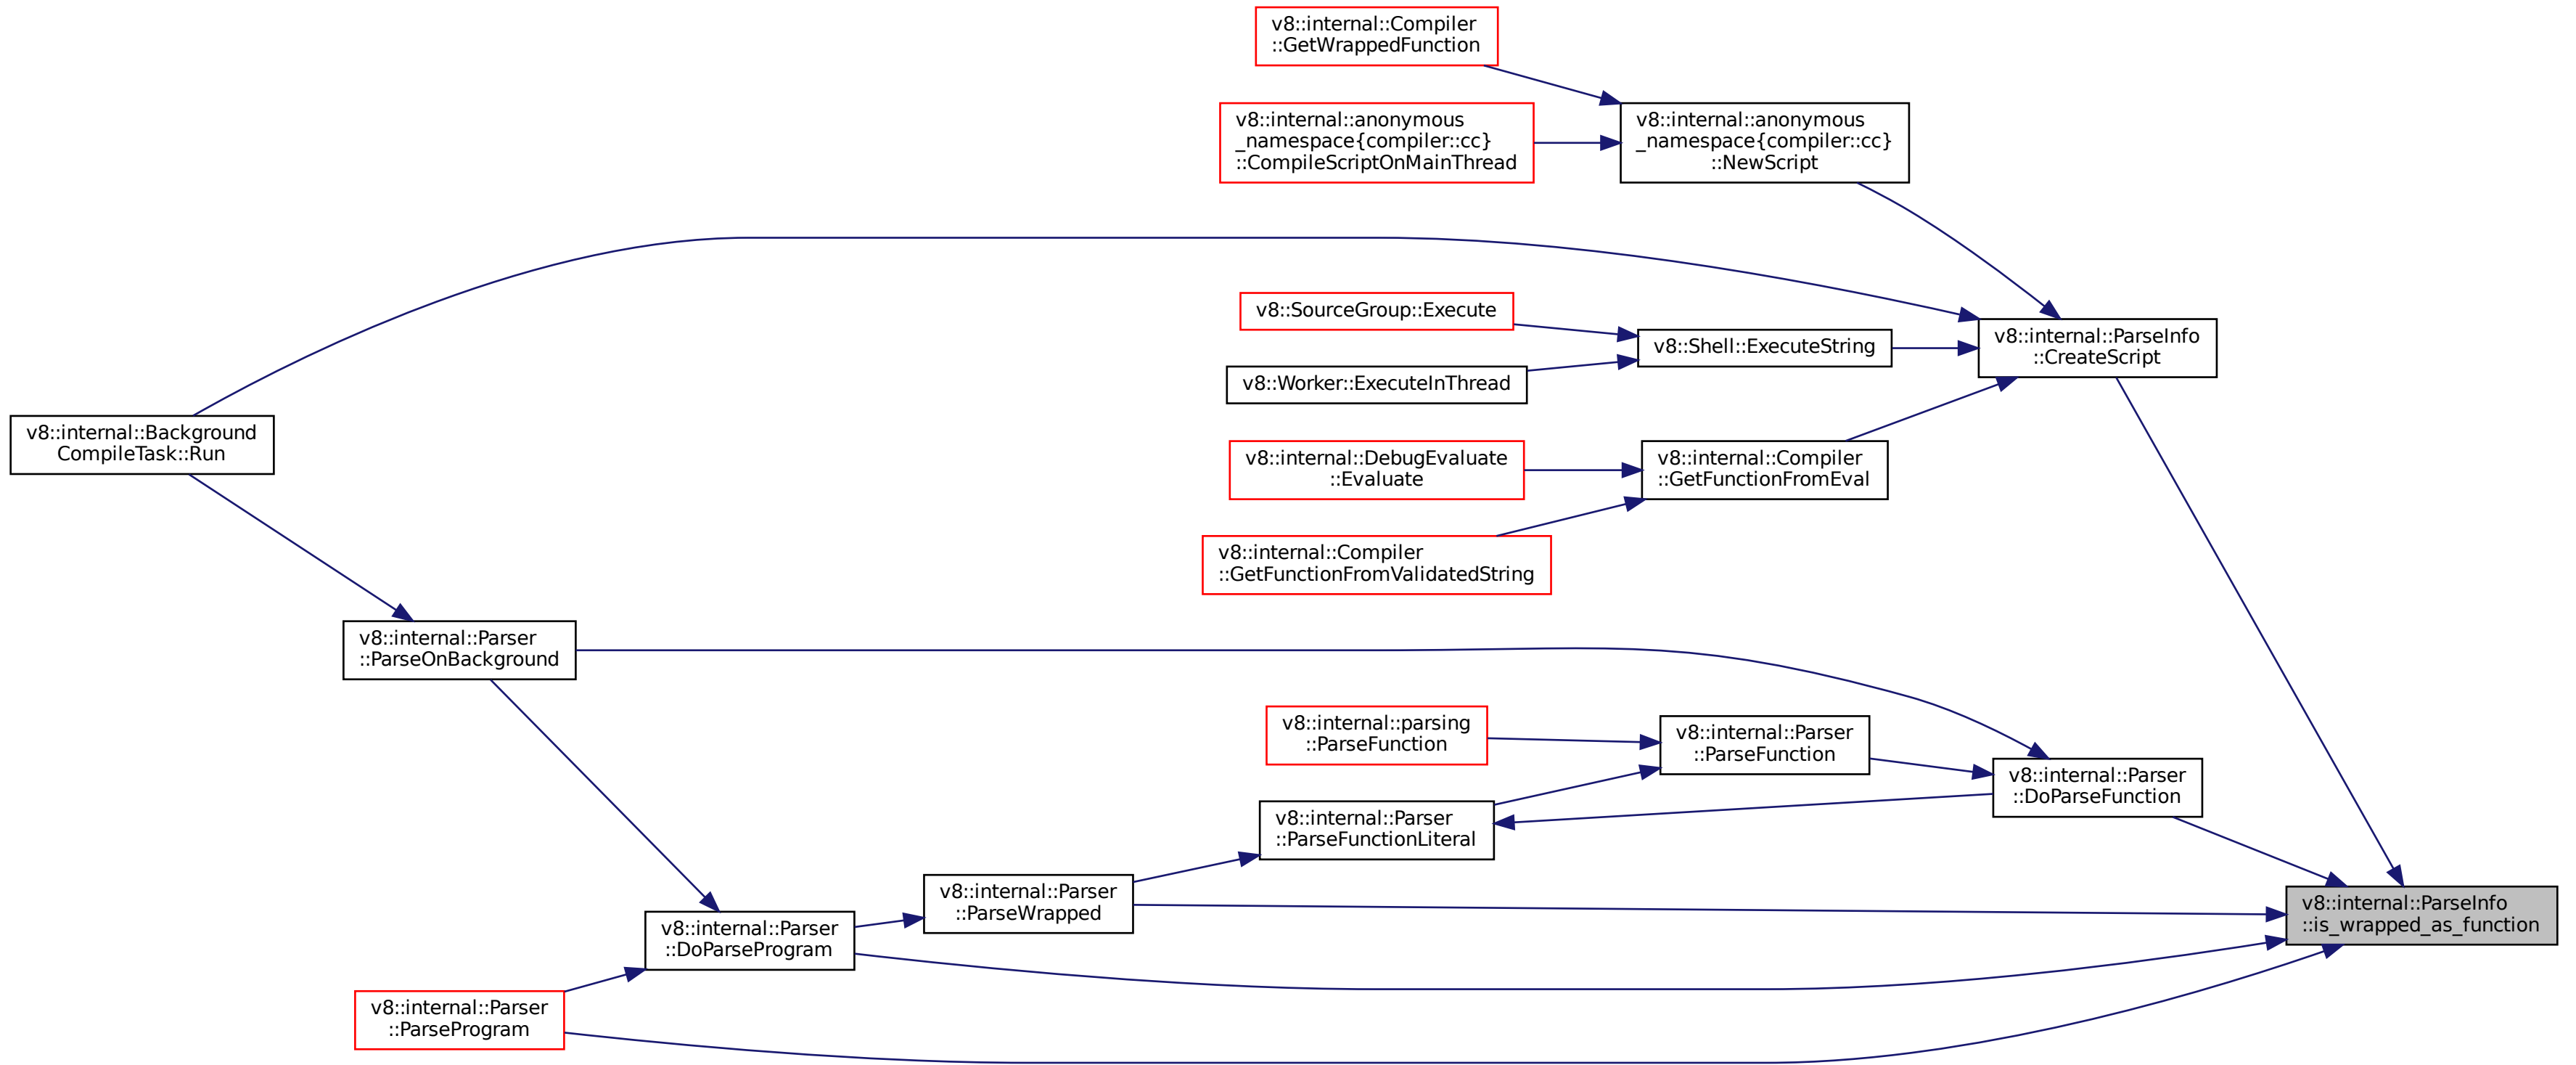 v8::internal::Compiler
::GetWrappedFunction
v8::internal::anonymous
_namespace{compiler::cc}
::CompileScriptOnMainThread
v8::internal::anonymous
_namespace{compiler::cc}
::NewScript
v8::SourceGroup::Execute
v8::Worker::ExecuteInThread
v8::Shell::ExecuteString
v8::internal::ParseInfo
::CreateScript
v8::internal::Background
CompileTask::Run
v8::internal::DebugEvaluate
::Evaluate
v8::internal::Compiler
::GetFunctionFromEval
v8::internal::Compiler
::GetFunctionFromValidatedString
v8::internal::Parser
::ParseOnBackground
v8::internal::parsing
::ParseFunction
v8::internal::Parser
::ParseFunction
v8::internal::Parser
::DoParseFunction
v8::internal::Parser
::ParseFunctionLiteral
v8::internal::Parser
::ParseWrapped
v8::internal::ParseInfo
::is_wrapped_as_function
v8::internal::Parser
::DoParseProgram
v8::internal::Parser
::ParseProgram